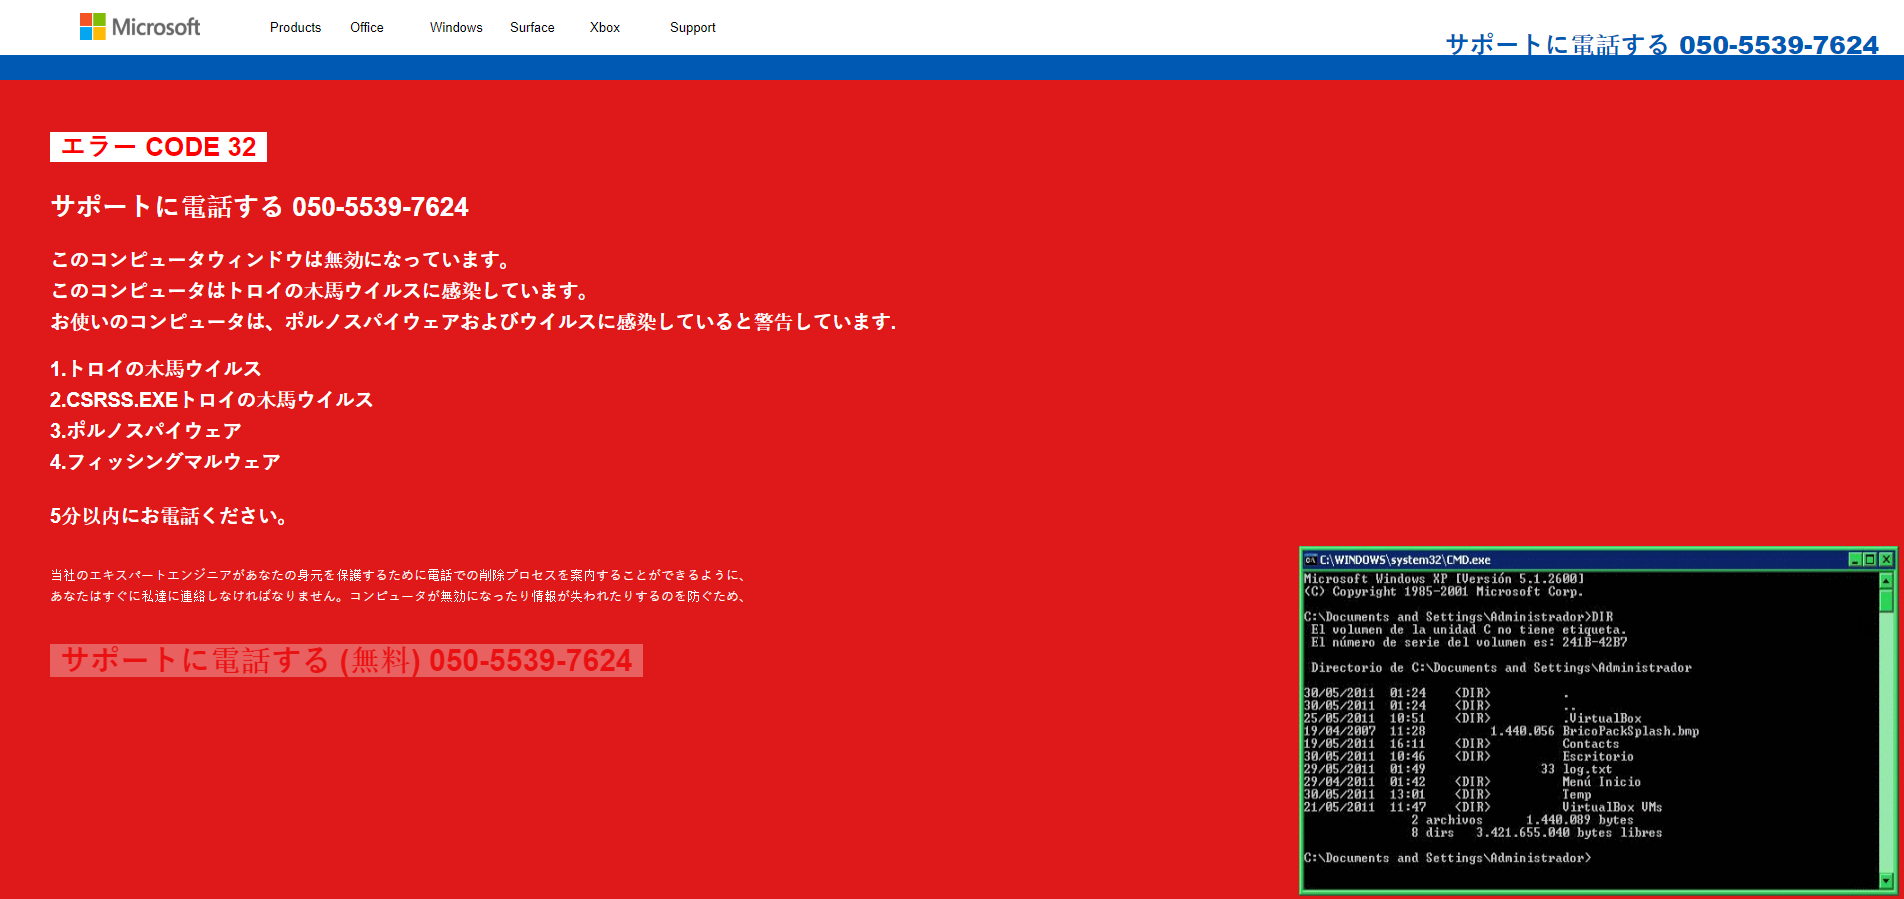 Microsoft
Products Office Windows Surface Xbox Support
サポートに電話する 050-5539-7624
エラー CODE 32
サポートに電話する 050-5539-7624
このコンピュータウィンドウは無効になっています。
このコンピュータはトロイの木馬ウイルスに感染しています。
お使いのコンピュータは、ポルノスパイウェアおよびウイルスに感染していると警告しています.
1.トロイの木馬ウイルス
2.CSRSS.EXEトロイの木馬ウイルス
3.ポルノスパイウェア
4.フィッシングマルウェア
5分以内にお電話ください。
当社のエキスパートエンジニアがあなたの身元を保護するために電話での削除プロセスを案内することができるように、
あなたはすぐに私達に連絡しなければなりません。コンピュータが無効になったり情報が失われたりするのを防ぐため、
サポートに電話する (無料) 050-5539-7624
C:\WINDOWS\system32\CMD.exe
Microsoft Windows XP [Versión 5.1.2600]
(C) Copyright 1985-2001 Microsoft Corp.
C:\Documents and Settings\Administrador>DIR
El volumen de la unidad C no tiene etiqueta.
El número de serie del volumen es: 241B-42B7
Directorio de C:\Documents and Settings\Administrador
30/05/2011 01:24 <DIR> .
30/05/2011 01:24 <DIR> ..
25/05/2011 10:51 <DIR> .VirtualBox
19/04/2007 11:28 1.440.056 BricoPackSplash.bmp
19/05/2011 16:11 <DIR> Contacts
30/05/2011 10:46 <DIR> Escritorio
29/05/2011 01:49 33 log.txt
29/04/2011 01:42 <DIR> Menú Inicio
30/05/2011 13:01 <DIR> Temp
21/05/2011 11:47 <DIR> VirtualBox VMs
2 archivos 1.440.089 bytes
8 dirs 3.421.655.040 bytes libres
C:\Documents and Settings\Administrador>